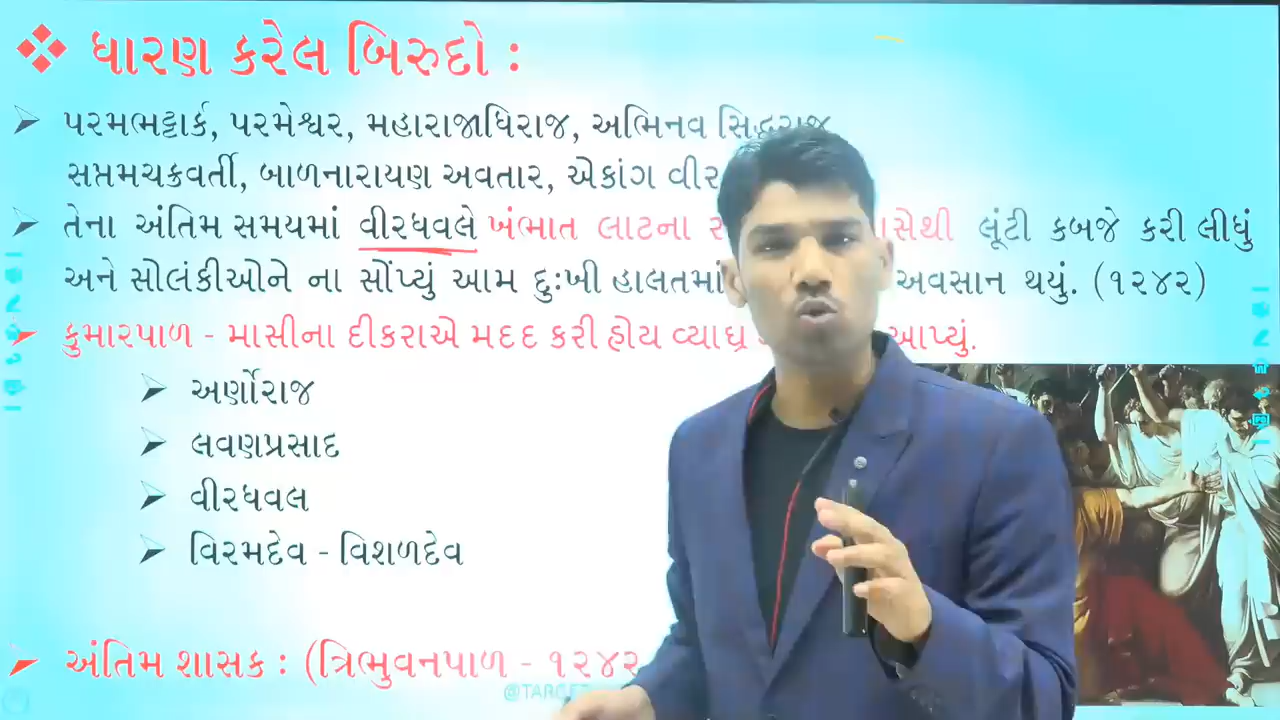 ધારણ કરેલ બિરુદો :
પરમભટ્ટાર્ક, પરમેશ્વર, મહારાજાધિરાજ, અભિનવ સિદ્ધરાજ
સપ્તમચક્રવર્તી, બાળનારાયણ અવતાર, એકાંગ વીર
તેના અંતિમ સમયમાં વીરધવલે ખંભાત લાટના લૂંટી કબજે કરી લીધું
અને સોલંકીઓને ના સોંપ્યું આમ દુઃખી હાલતમાં અવસાન થયું. (૧૨૪૨)
કુમારપાળ - માસીના દીકરાએ મદદ કરી હોય વ્યાઘ્ર આપ્યું.
અર્ણોરાજ
લવણપ્રસાદ
વીરધવલ
વિરમદેવ - વિશળદેવ
અંતિમ શાસક : (ત્રિભુવનપાળ - ૧૨૪૨